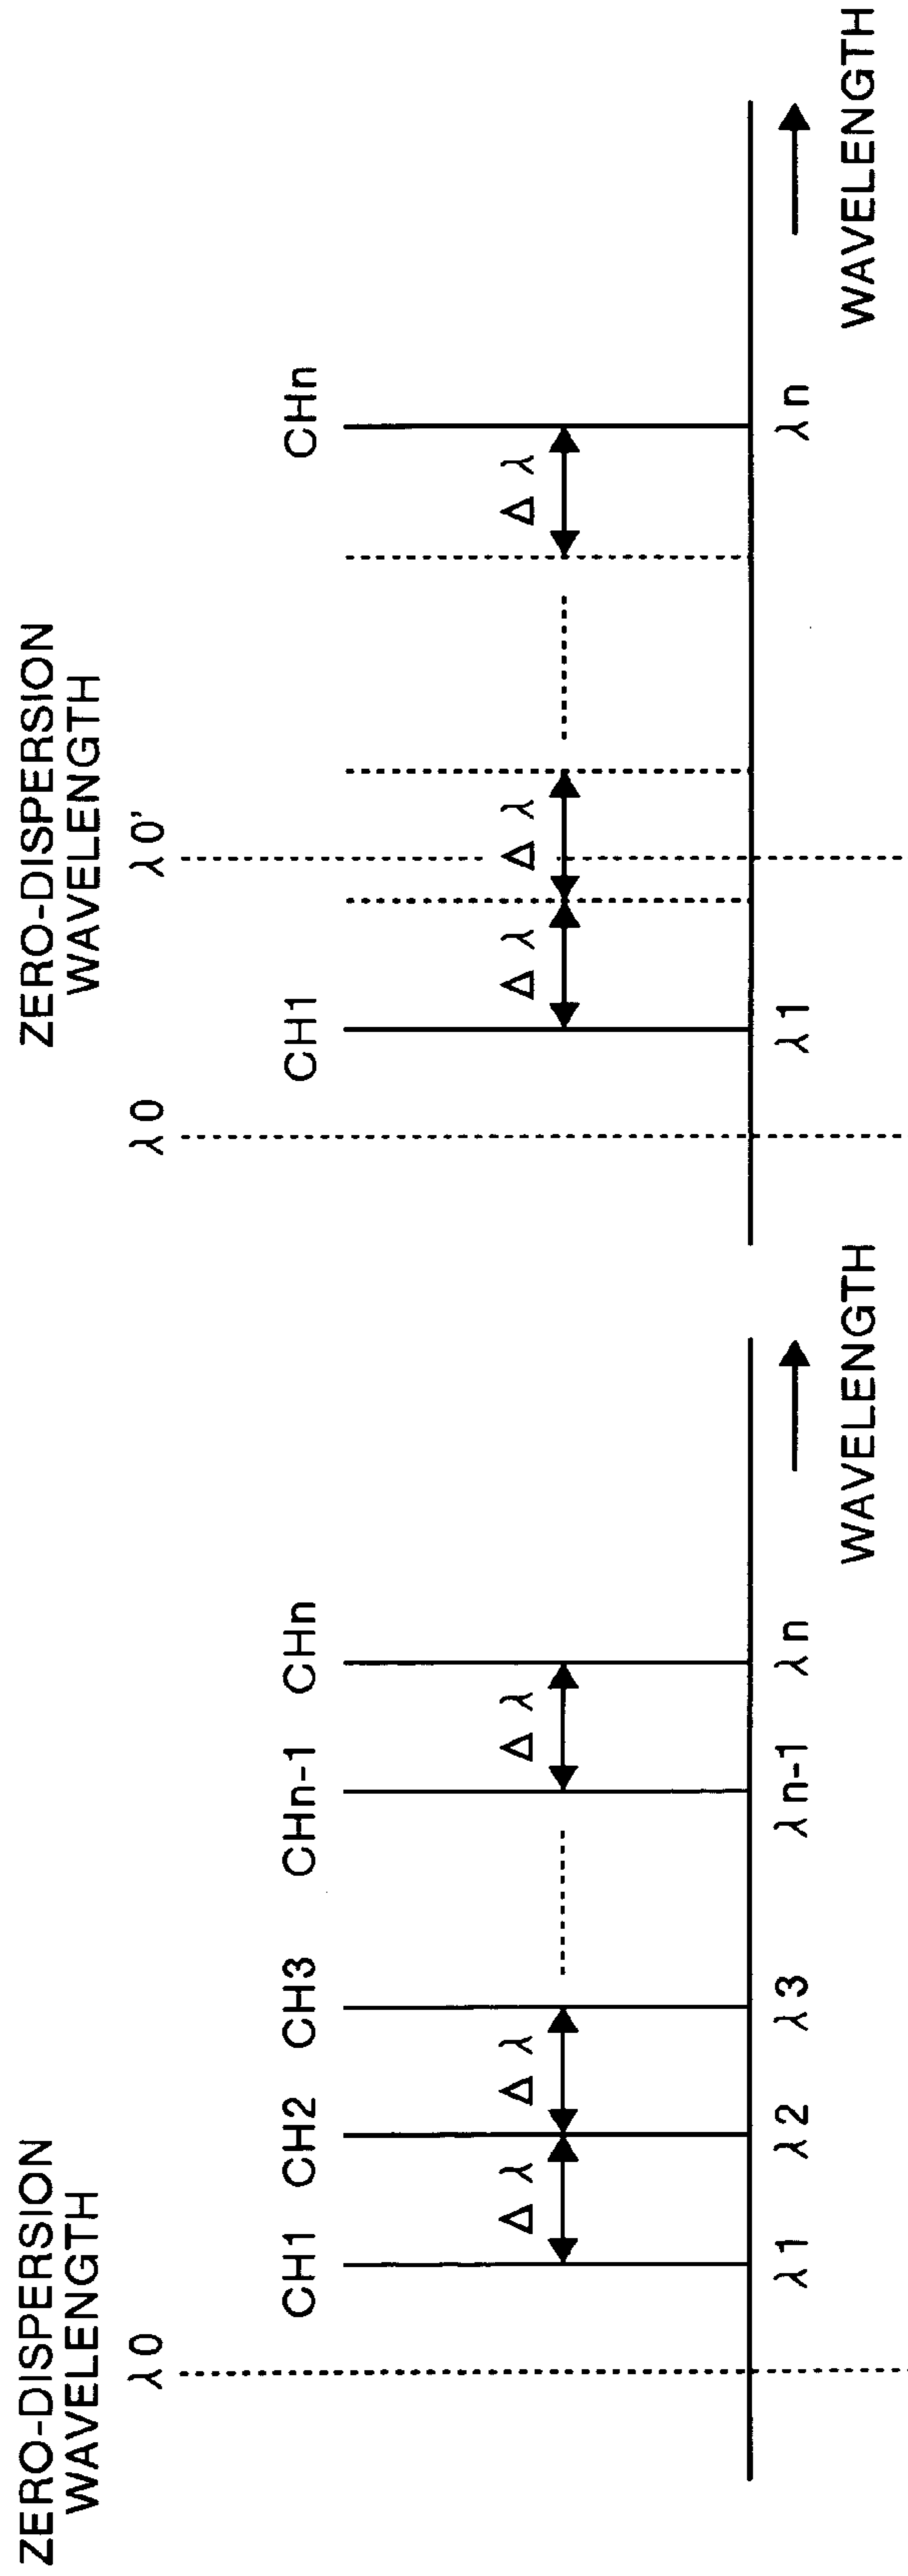 ZERO-DISPERSION
WAVELENGTH
λ0
CH1 CH2 CH3 CHn-1 CHn
Δλ Δλ Δλ
λ1 λ2 λ3 λn-1 λn
WAVELENGTH
ZERO-DISPERSION
WAVELENGTH
λ0 λ0'
CH1 CHn
Δλ Δλ Δλ
λ1 λn
WAVELENGTH